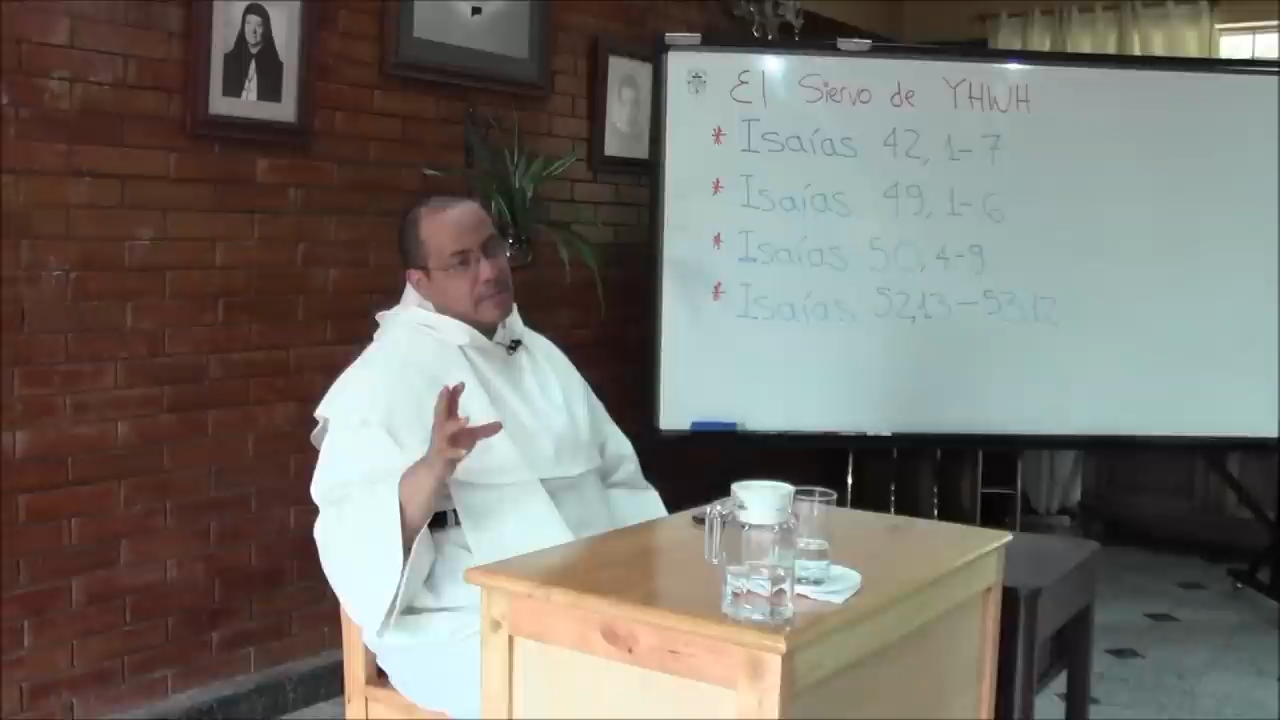 El Siervo de YHWH
* Isaías 42, 1-7
* Isaías 49, 1-6
* Isaías 50, 4-9
* Isaías 52,13-53,12